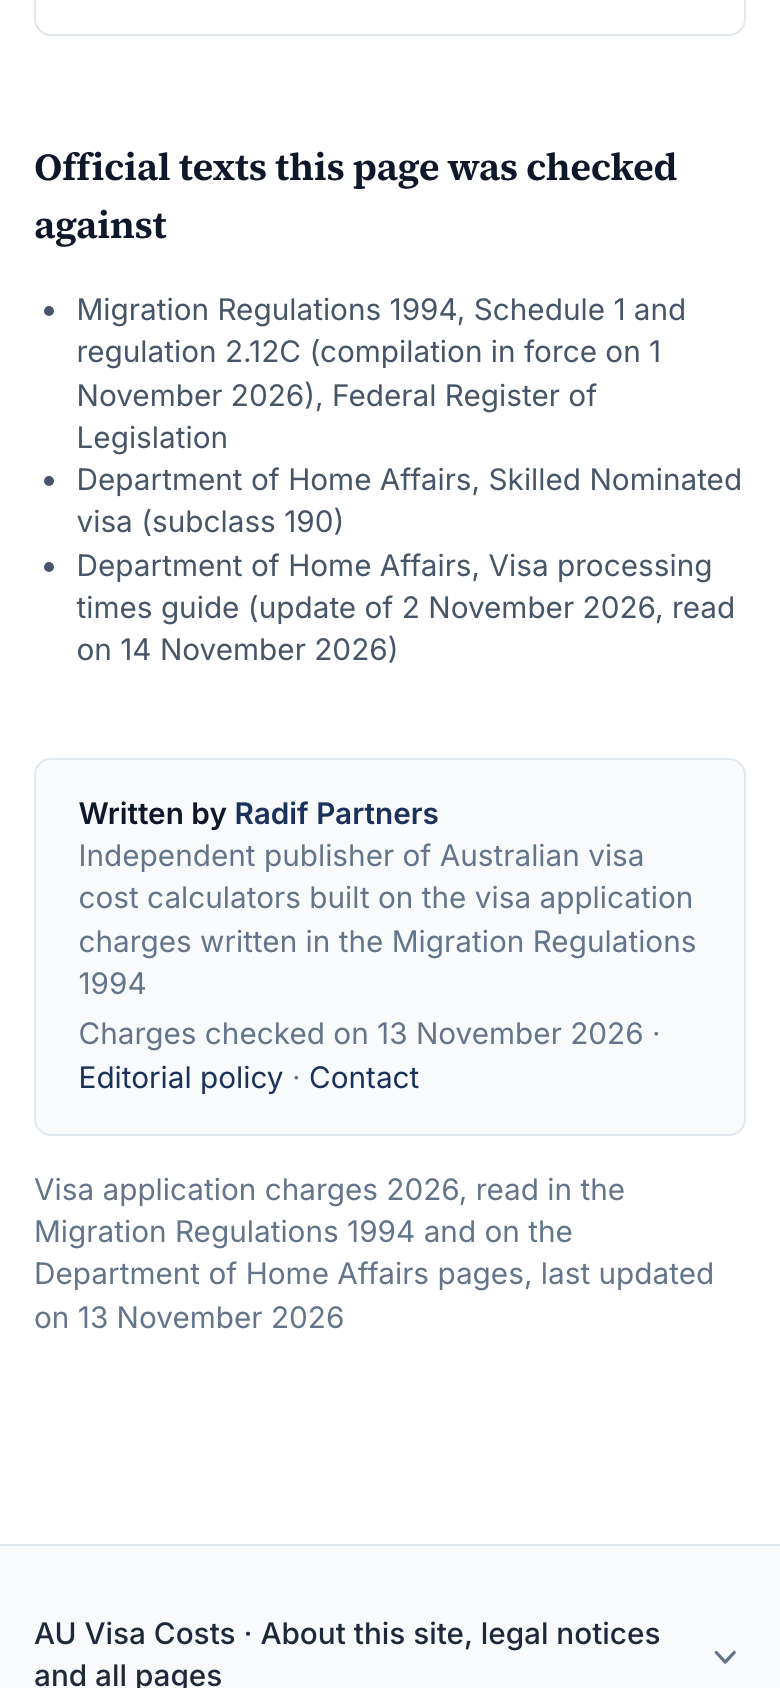 Official texts this page was checked
against
• Migration Regulations 1994, Schedule 1 and
regulation 2.12C (compilation in force on 1
November 2026), Federal Register of
Legislation
• Department of Home Affairs, Skilled Nominated
visa (subclass 190)
• Department of Home Affairs, Visa processing
times guide (update of 2 November 2026, read
on 14 November 2026)
Written by Radif Partners
Independent publisher of Australian visa
cost calculators built on the visa application
charges written in the Migration Regulations
1994
Charges checked on 13 November 2026 ·
Editorial policy · Contact
Visa application charges 2026, read in the
Migration Regulations 1994 and on the
Department of Home Affairs pages, last updated
on 13 November 2026
AU Visa Costs · About this site, legal notices
and all pages